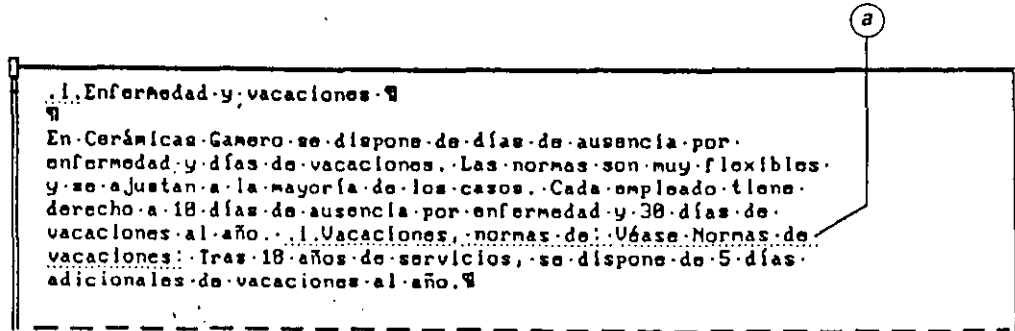 a
.i.Enfermedad·y·vacaciones·¶
¶
En·Cerámicas·Gamero·se·dispone·de·días·de·ausencia·por·
enfermedad·y·días·de·vacaciones.·Las·normas·son·muy·flexibles·
y·se·ajustan·a·la·mayoría·de·los·casos.·Cada·empleado·tiene·
derecho·a·10·días·de·ausencia·por·enfermedad·y·30·días·de·
vacaciones·al·año.··.i.Vacaciones,·normas·de:·Véase·Normas·de·
vacaciones:·Tras·10·años·de·servicios,·se·dispone·de·5·días·
adicionales·de·vacaciones·al·año.¶